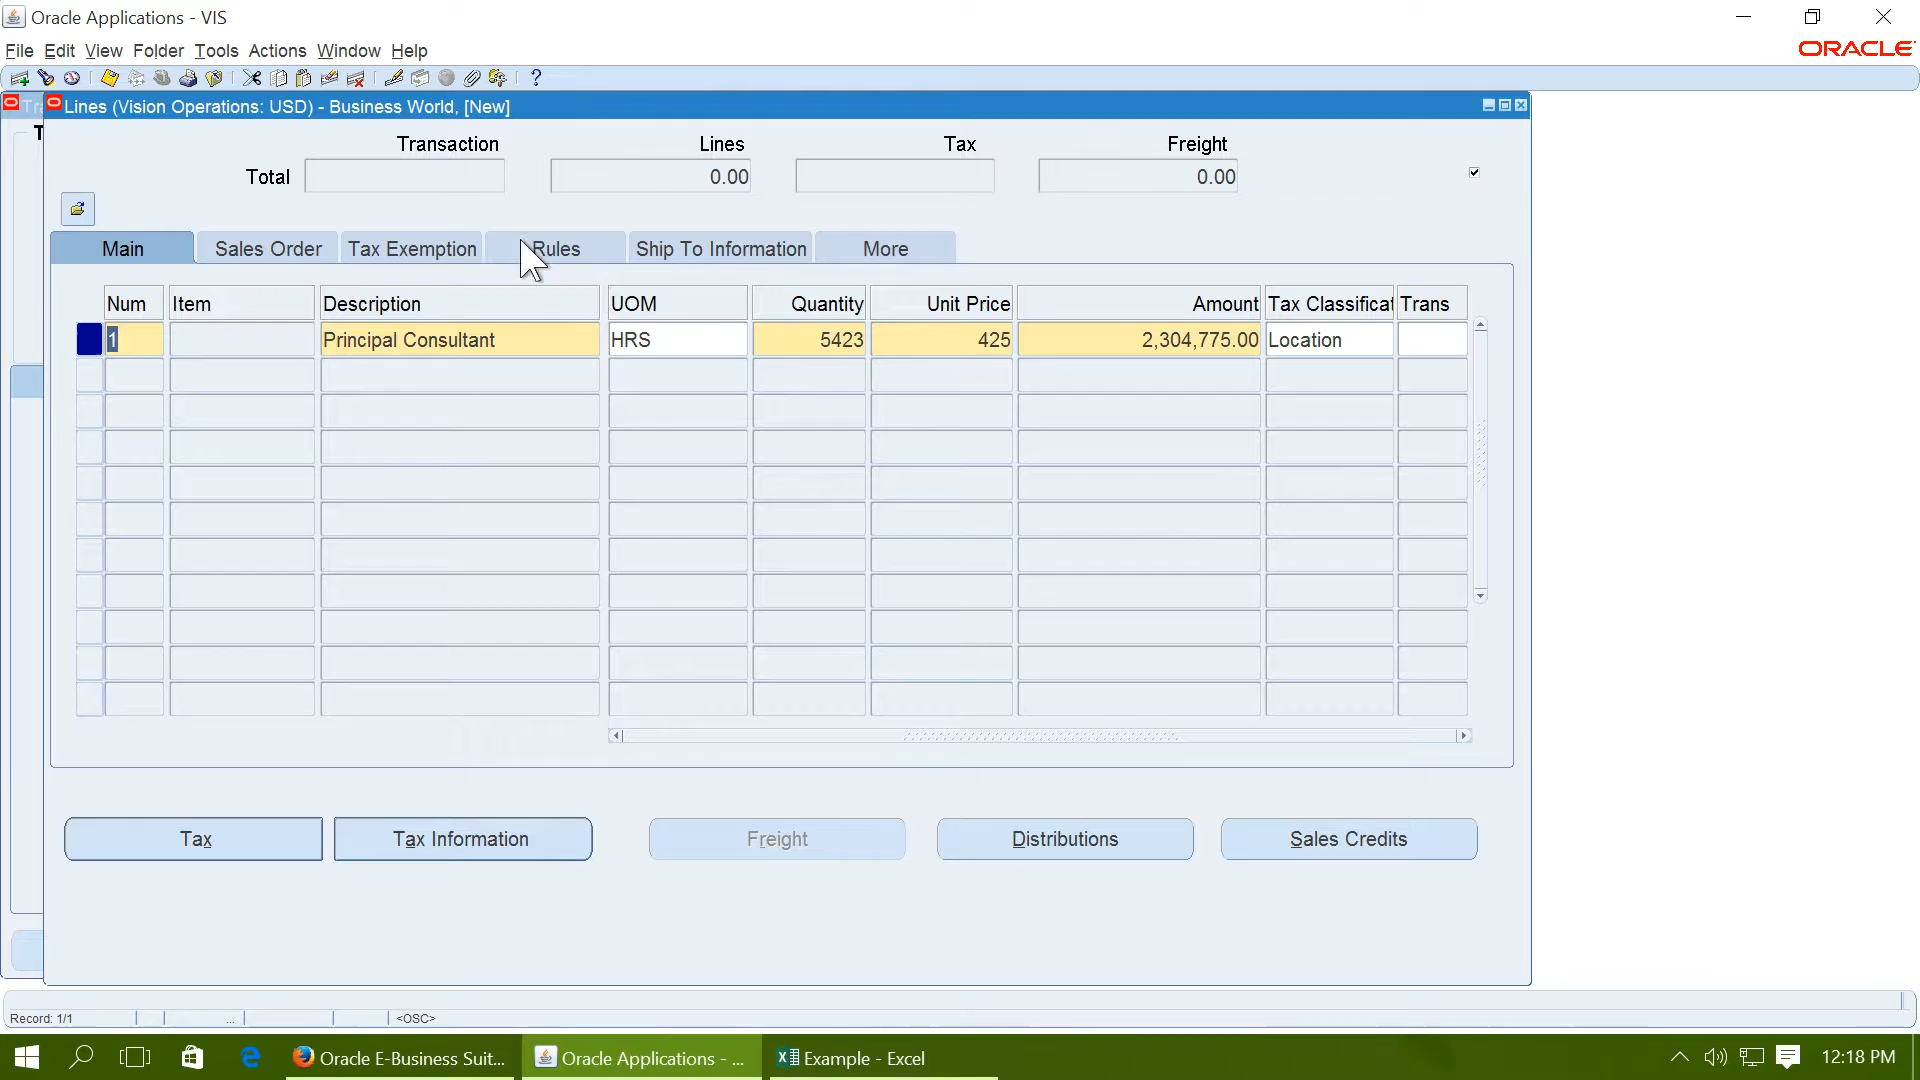 Oracle Applications - VIS
File Edit View Folder Tools Actions Window Help
ORACLE
Lines (Vision Operations: USD) - Business World, [New]
Transaction Lines Tax Freight
Total 0.00 0.00
Main Sales Order Tax Exemption Rules Ship To Information More
Num Item Description UOM Quantity Unit Price Amount Tax Classificat Trans
1 Principal Consultant HRS 5423 425 2,304,775.00 Location
Tax Tax Information Freight Distributions Sales Credits
Record: 1/1 ... <OSC>
Oracle E-Business Suit... Oracle Applications - ... Example - Excel 12:18 PM